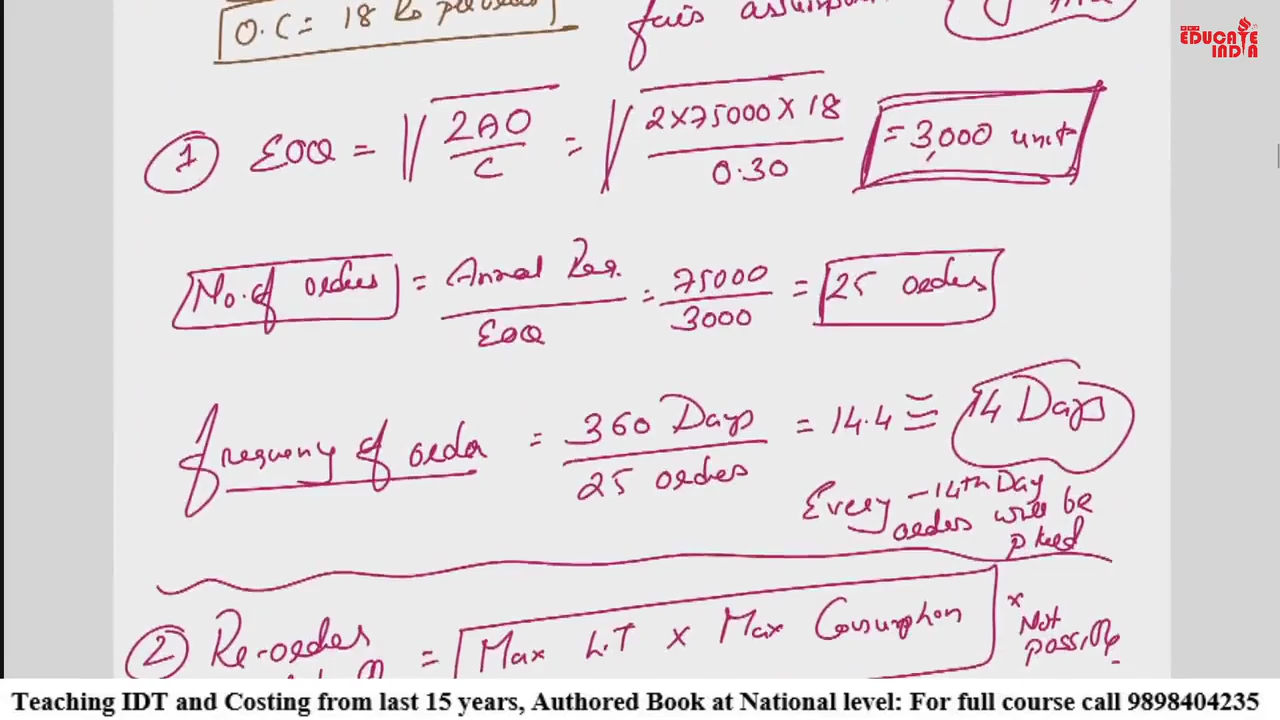 O.C = 18 Rs per order
fair assumpt
EDUCATE INDIA
① EOQ = √ 2AO / C = √ 2×75000×18 / 0.30 = 3,000 unit
No. of orders = Annual Req. / EOQ = 75000 / 3000 = 25 orders
frequency of order = 360 Days / 25 orders = 14.4 ≅ 14 Days
Every – 14th Day
orders will be
placed
② Re-order = Max L.T × Max Consumption
× Not
possible
Teaching IDT and Costing from last 15 years, Authored Book at National level: For full course call 9898404235